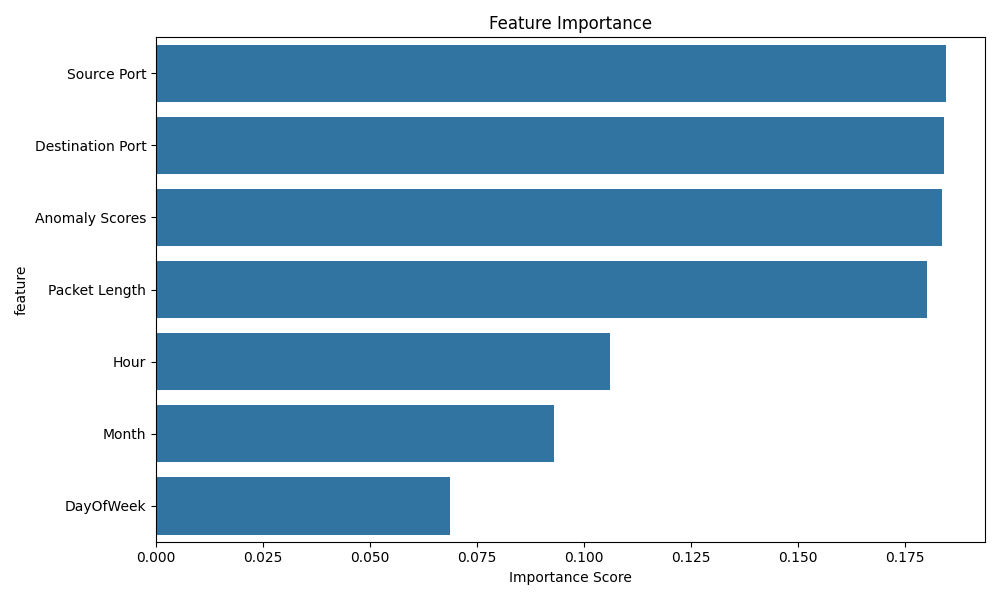 Feature Importance
Source Port
Destination Port
Anomaly Scores
Packet Length
Hour
Month
DayOfWeek
feature
0.000
0.025
0.050
0.075
0.100
0.125
0.150
0.175
Importance Score